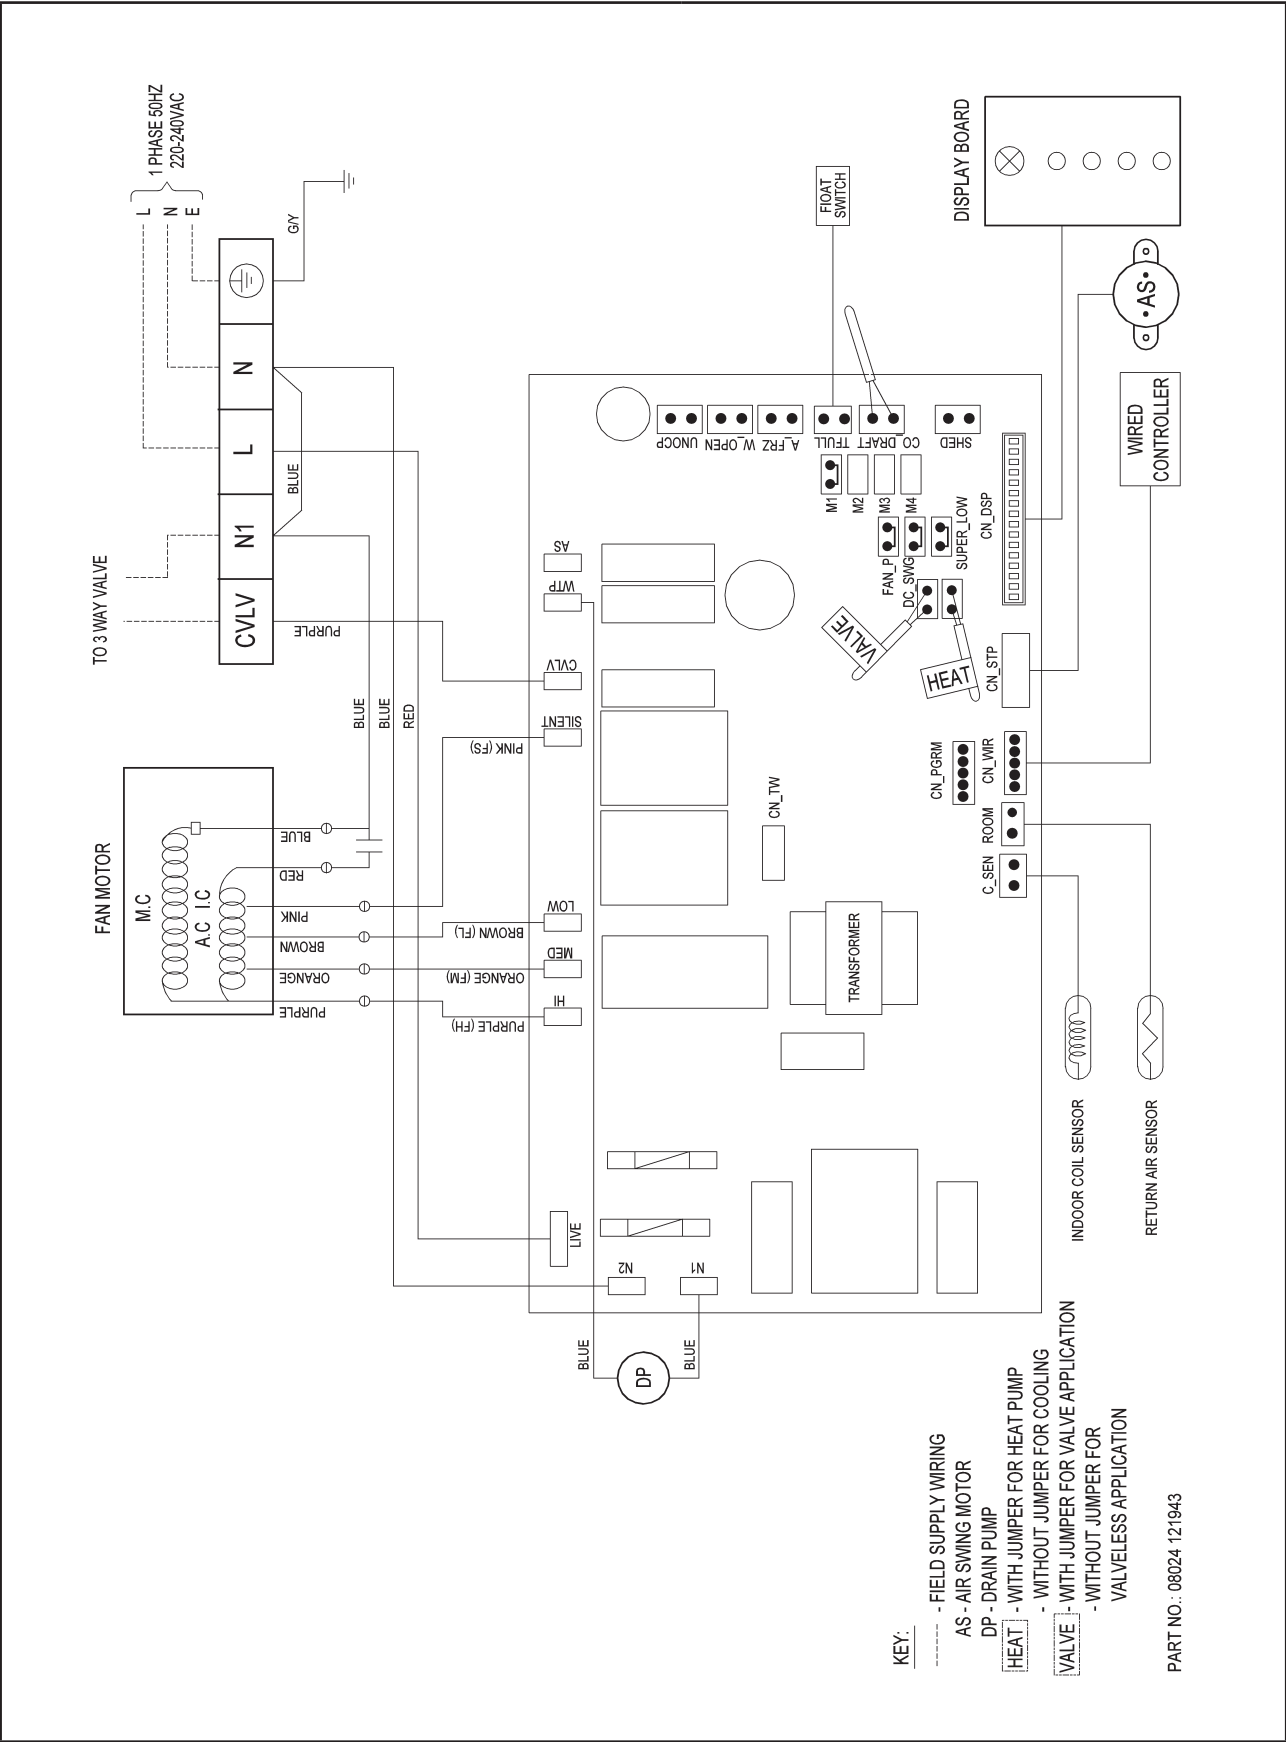 FAN MOTOR
M.C
A.C I.C
BLUE
RED
PINK
BROWN
ORANGE
PURPLE
TO 3 WAY VALVE
1 PHASE 50HZ
220-240VAC
L
N
E
CVLV
N1
L
N
G/Y
BLUE
PURPLE
BLUE
BLUE
RED
PINK (FS)
BROWN (FL)
ORANGE (FM)
PURPLE (FH)
LIVE
HI
MED
LOW
SILENT
CVLV
WTP
AS
N2
N1
BLUE
BLUE
DP
TRANSFORMER
CN_TW
UNOCP
W_OPEN
A_FRZ
TFULL
CO_DRAFT
SHED
M1
M2
M3
M4
FAN_P
DC_SWG
SUPER_LOW
VALVE
HEAT
CN_PGRM
C_SEN
ROOM
CN_WIR
CN_STP
CN_DSP
FlOAT
SWITCH
DISPLAY BOARD
AS
WIRED
CONTROLLER
INDOOR COIL SENSOR
RETURN AIR SENSOR
KEY:
------ - FIELD SUPPLY WIRING
AS - AIR SWING MOTOR
DP - DRAIN PUMP
HEAT - WITH JUMPER FOR HEAT PUMP
- WITHOUT JUMPER FOR COOLING
VALVE - WITH JUMPER FOR VALVE APPLICATION
- WITHOUT JUMPER FOR
VALVELESS APPLICATION
PART NO.: 08024 121943